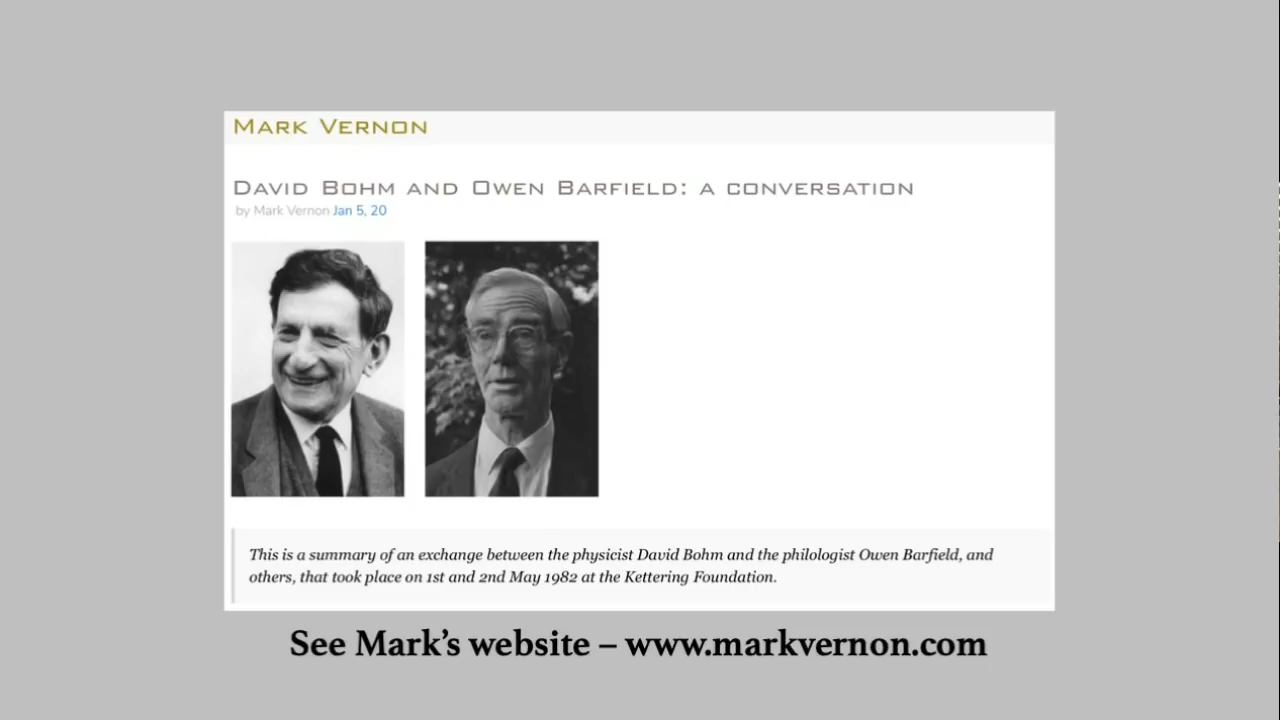 MARK VERNON
DAVID BOHM AND OWEN BARFIELD: A CONVERSATION
by Mark Vernon Jan 5, 20
This is a summary of an exchange between the physicist David Bohm and the philologist Owen Barfield, and
others, that took place on 1st and 2nd May 1982 at the Kettering Foundation.
See Mark's website – www.markvernon.com